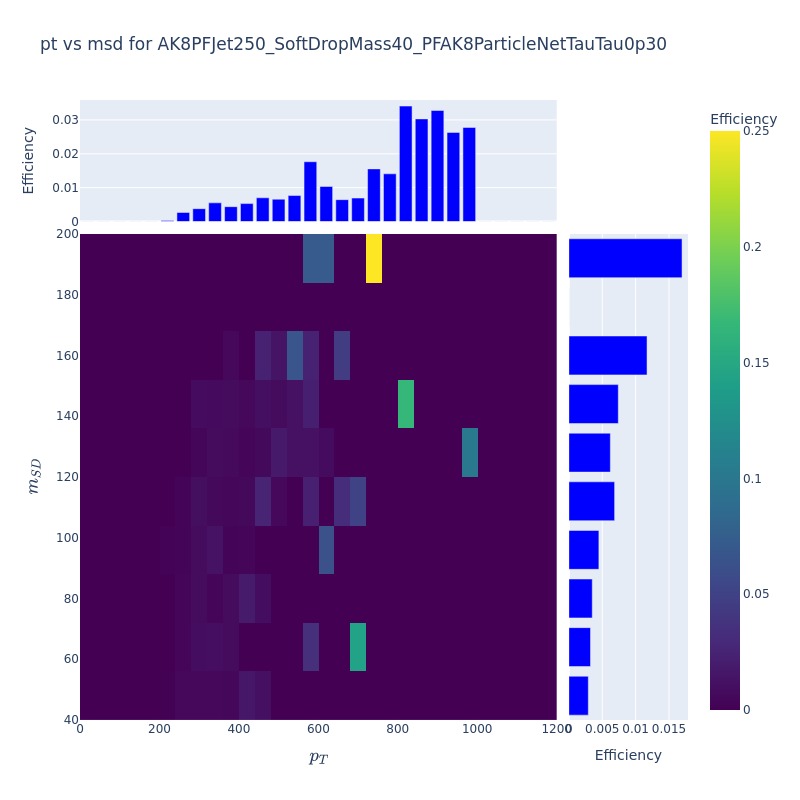 pt vs msd for AK8PFJet250_SoftDropMass40_PFAK8ParticleNetTauTau0p30
Efficiency
0.03
0.02
0.01
0
Efficiency
0.25
0.2
0.15
0.1
0.05
0
m_{SD}
200
180
160
140
120
100
80
60
40
0 200 400 600 800 1000 1200
p_T
0 0.005 0.01 0.015
Efficiency